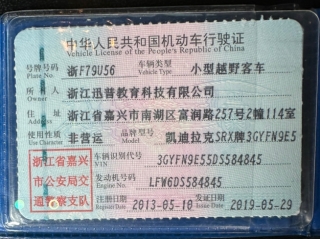 中华人民共和国机动车行驶证
Vehicle License of the People's Republic of China
号牌号码 浙F79U56 车辆类型 小型越野客车
Plate No. Vehicle Type
所有人 浙江迅普教育科技有限公司
Owner
住址 浙江省嘉兴市南湖区富润路257号2幢114室
Address
使用性质 非营运 品牌型号 凯迪拉克SRX牌3GYFN9E5
Use Character Model
浙江省嘉兴
市公安局交
通警察支队
车辆识别代号 3GYFN9E55DS584845
VIN
发动机号码 LFW6DS584845
Engine No.
注册日期 2013-05-10 发证日期 2019-05-29
Register Date Issue Date